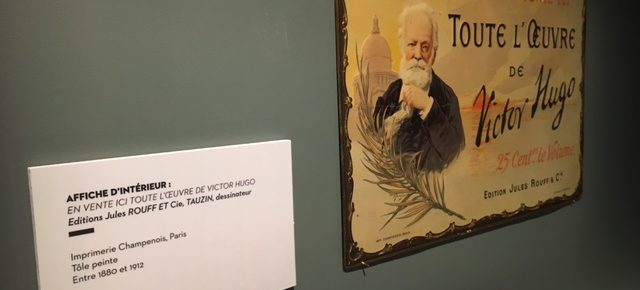 AFFICHE D'INTÉRIEUR :
EN VENTE ICI TOUTE L'ŒUVRE DE VICTOR HUGO
Editions Jules ROUFF ET Cie, TAUZIN, dessinateur
Imprimerie Champenois, Paris
Tôle peinte
Entre 1880 et 1912
TOUTE L'ŒUVRE
DE
Victor Hugo
25 Centmes le Volume
EDITION JULES ROUFF & Cie